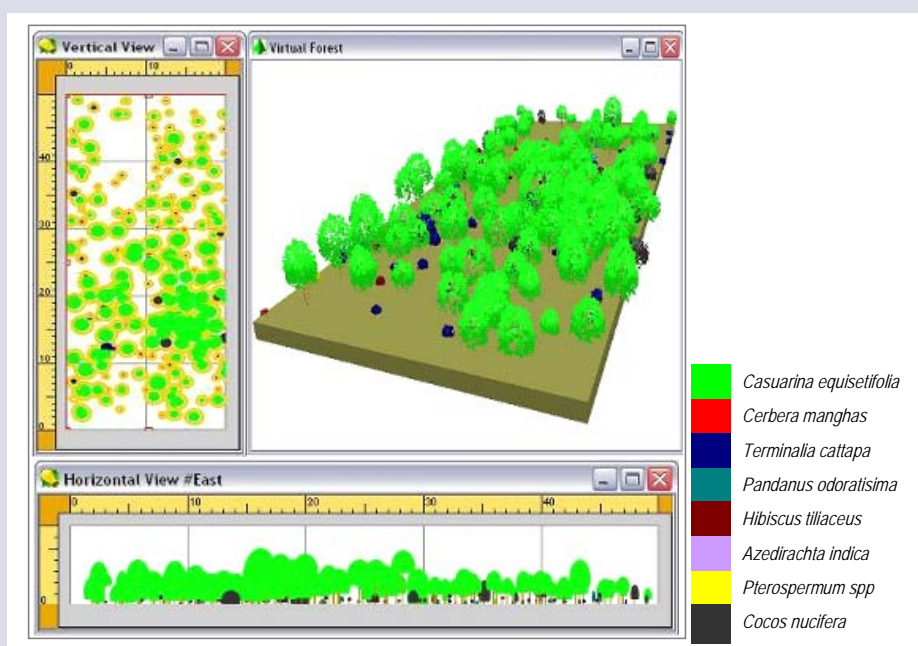 Vertical View
Virtual Forest
0 10
40
30
20
10
0
Horizontal View #East
0 10 20 30 40
0
Casuarina equisetifolia
Cerbera manghas
Terminalia cattapa
Pandanus odoratisima
Hibiscus tiliaceus
Azedirachta indica
Pterospermum spp
Cocos nucifera